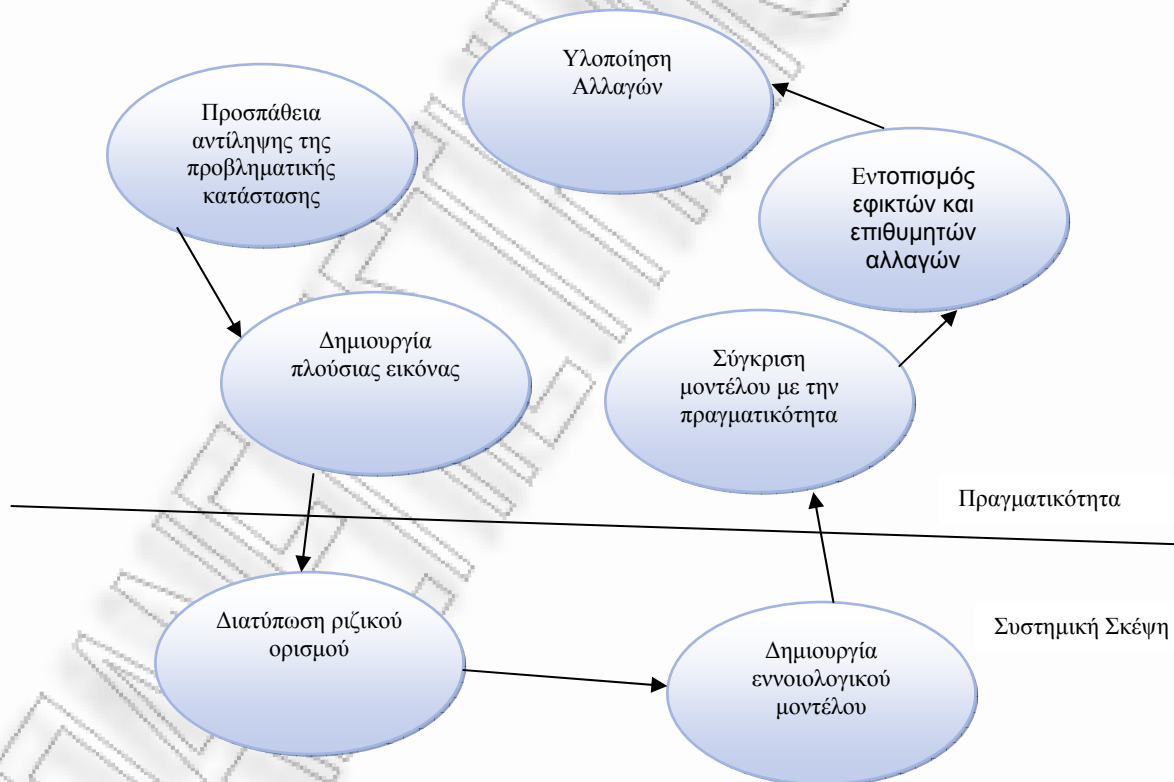 Προσπάθεια
αντίληψης της
προβληματικής
κατάστασης
Δημιουργία
πλούσιας εικόνας
Διατύπωση ριζικού
ορισμού
Δημιουργία
εννοιολογικού
μοντέλου
Σύγκριση
μοντέλου με την
πραγματικότητα
Εντοπισμός
εφικτών και
επιθυμητών
αλλαγών
Υλοποίηση
Αλλαγών
Πραγματικότητα
Συστημική Σκέψη